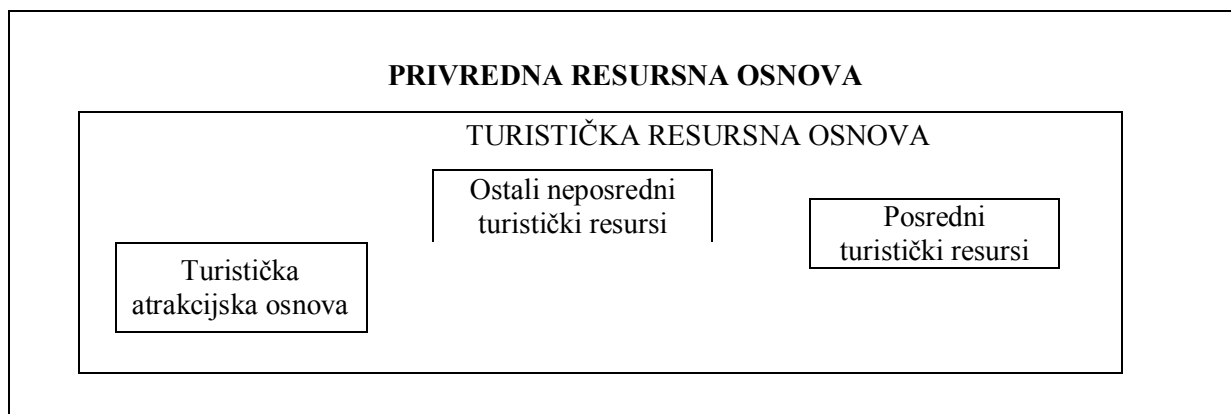 PRIVREDNA RESURSNA OSNOVA
TURISTIČKA RESURSNA OSNOVA
Ostali neposredni
turistički resursi
Posredni
turistički resursi
Turistička
atrakcijska osnova